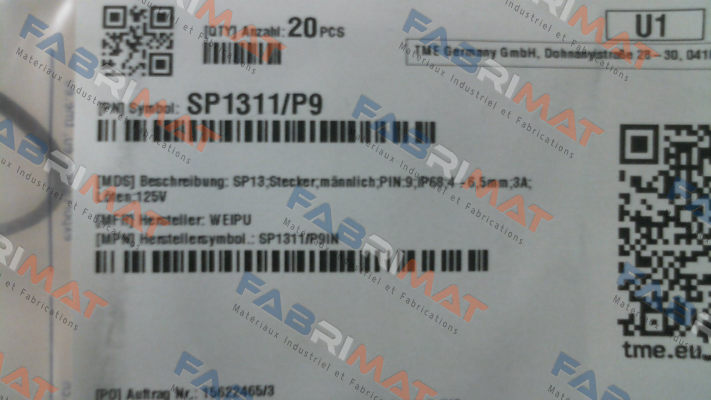 [QTY] Anzahl: 20 PCS
U1
TME Germany GmbH, Dohnanyistraße 28-30, 041
[PN] Symbol: SP1311/P9
[MDS] Beschreibung: SP13;Stecker;männlich;PIN:9;IP68;4÷6,5mm;3A;
Löten;125V
[MFR] Hersteller: WEIPU
[MPN] Herstellersymbol.: SP1311/P9IN
tme.eu
[PO] Auftrag Nr.: 15622465/3
FABRIMAT
Materiaux Industriel et Fabrications